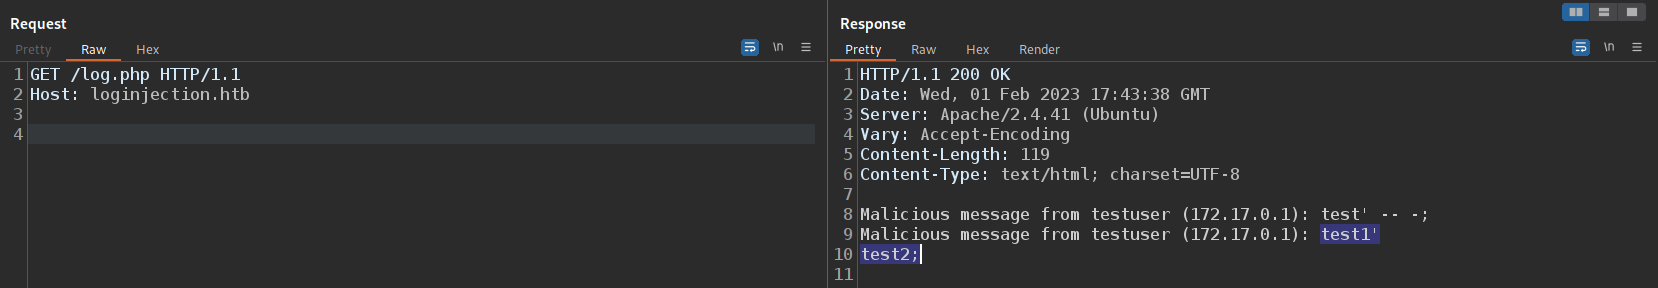 Request
Pretty Raw Hex
\n
1 GET /log.php HTTP/1.1
2 Host: loginjection.htb
3
4
Response
Pretty Raw Hex Render
\n
1 HTTP/1.1 200 OK
2 Date: Wed, 01 Feb 2023 17:43:38 GMT
3 Server: Apache/2.4.41 (Ubuntu)
4 Vary: Accept-Encoding
5 Content-Length: 119
6 Content-Type: text/html; charset=UTF-8
7
8 Malicious message from testuser (172.17.0.1): test' -- -;
9 Malicious message from testuser (172.17.0.1): test1'
10 test2;
11